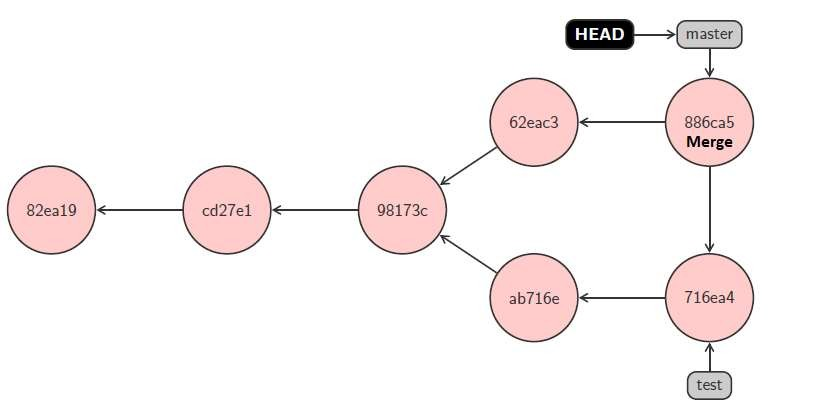 HEAD
master
62eac3
886ca5
Merge
82ea19
cd27e1
98173c
ab716e
716ea4
test